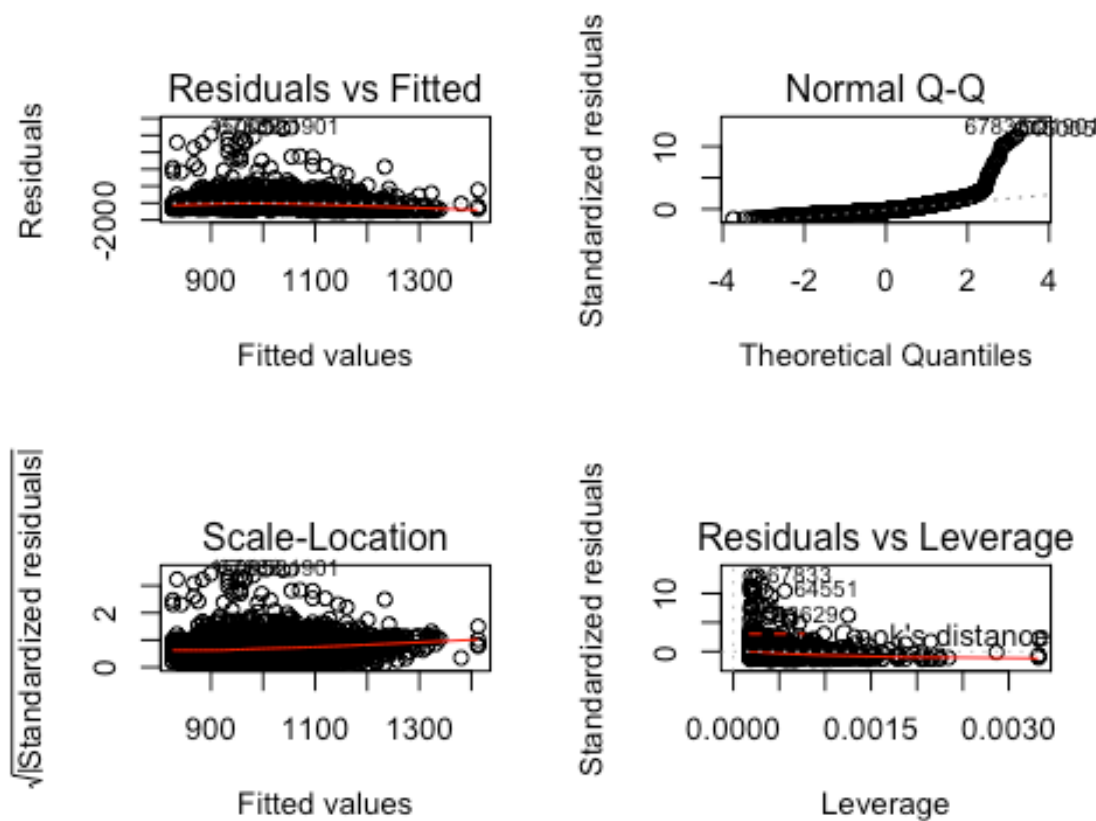 Residuals vs Fitted
Residuals
-2000
900 1100 1300
Fitted values
Normal Q-Q
Standardized residuals
0 10
-4 -2 0 2 4
Theoretical Quantiles
Scale-Location
√|Standardized residuals|
0 2
900 1100 1300
Fitted values
Residuals vs Leverage
67833
64551
Standardized residuals
0 10
distance
0.0000 0.0015 0.0030
Leverage